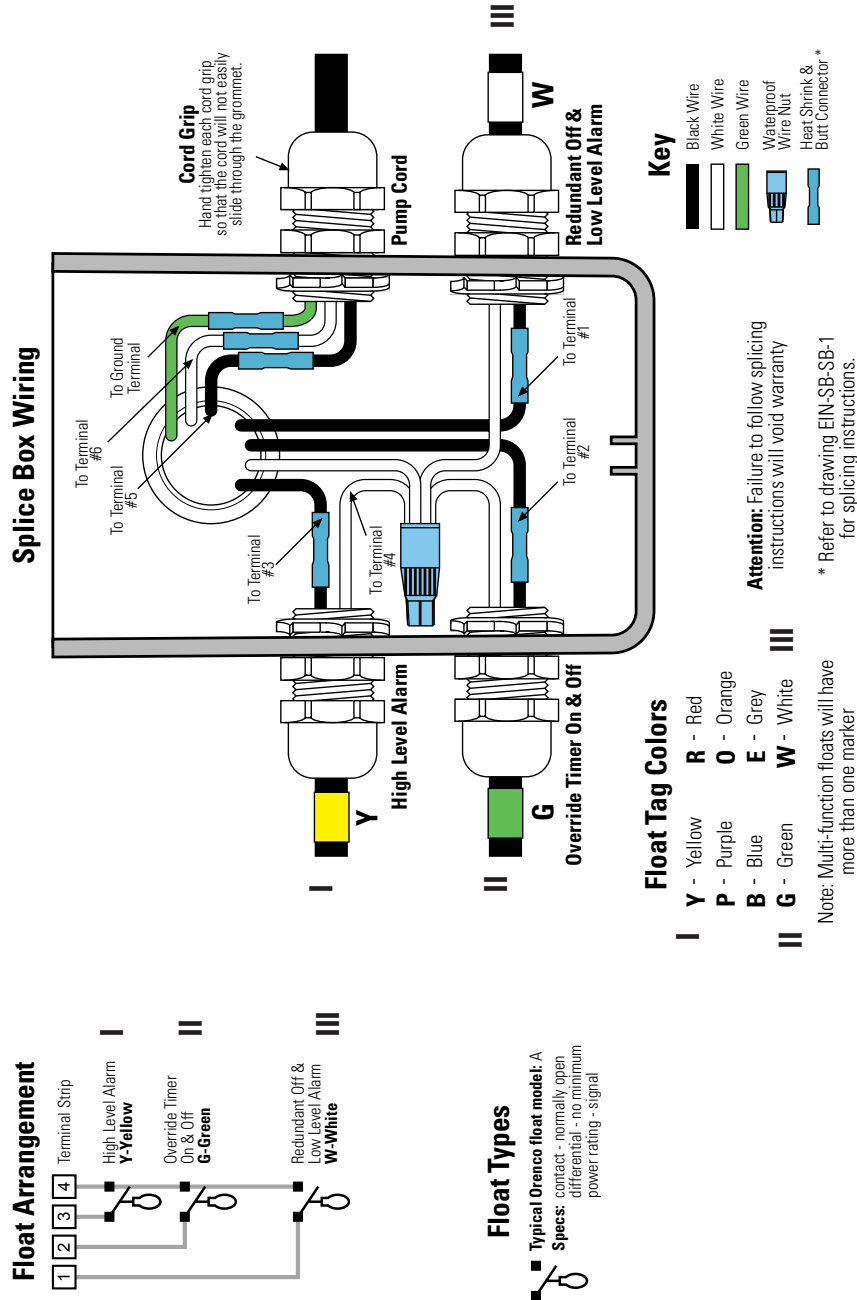 Splice Box Wiring
Cord Grip
Hand tighten each cord grip
so that the cord will not easily
slide through the grommet.
To Ground
Terminal
To Terminal
#6
To Terminal
#5
To Terminal
#3
To Terminal
#4
To Terminal
#1
To Terminal
#2
Pump Cord
I
Y
High Level Alarm
II
G
Override Timer On & Off
III
W
Redundant Off &
Low Level Alarm
Key
Black Wire
White Wire
Green Wire
Waterproof
Wire Nut
Heat Shrink &
Butt Connector *
Attention: Failure to follow splicing
instructions will void warranty
* Refer to drawing EIN-SB-SB-1
for splicing instructions.
Float Tag Colors
I Y - Yellow R - Red
P - Purple O - Orange
B - Blue E - Grey
II G - Green W - White III
Note: Multi-function floats will have
more than one marker
Float Arrangement
1 2 3 4 Terminal Strip
High Level Alarm
Y-Yellow
I
Override Timer
On & Off
G-Green
II
Redundant Off &
Low Level Alarm
W-White
III
Float Types
Typical Orenco float model: A
Specs: contact - normally open
differential - no minimum
power rating - signal